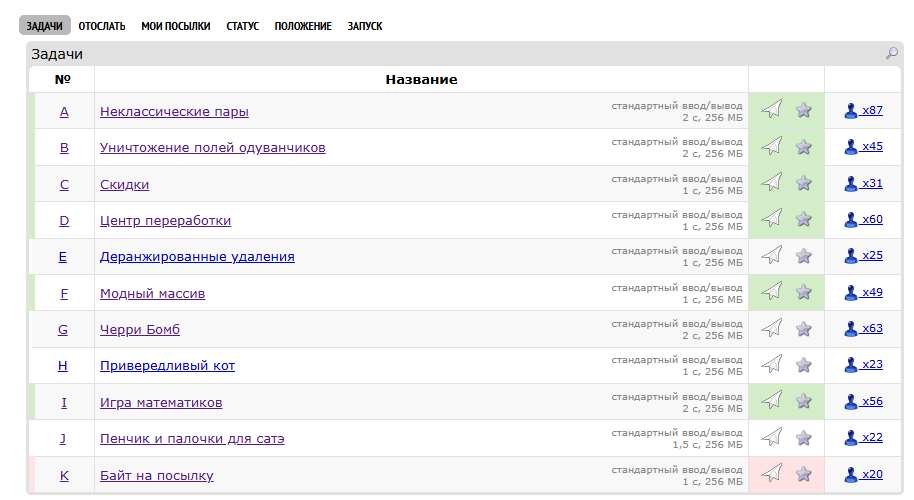 ЗАДАЧИ ОТОСЛАТЬ МОИ ПОСЫЛКИ СТАТУС ПОЛОЖЕНИЕ ЗАПУСК
Задачи
№ Название
A Неклассические пары стандартный ввод/вывод x87
2 с, 256 МБ
B Уничтожение полей одуванчиков стандартный ввод/вывод x45
2 с, 256 МБ
C Скидки стандартный ввод/вывод x31
1 с, 256 МБ
D Центр переработки стандартный ввод/вывод x60
1 с, 256 МБ
E Деранжированные удаления стандартный ввод/вывод x25
1 с, 256 МБ
F Модный массив стандартный ввод/вывод x49
1 с, 256 МБ
G Черри Бомб стандартный ввод/вывод x63
2 с, 256 МБ
H Привередливый кот стандартный ввод/вывод x23
1 с, 256 МБ
I Игра математиков стандартный ввод/вывод x56
2 с, 256 МБ
J Пенчик и палочки для сатэ стандартный ввод/вывод x22
1,5 с, 256 МБ
K Байт на посылку стандартный ввод/вывод x20
1 с, 256 МБ